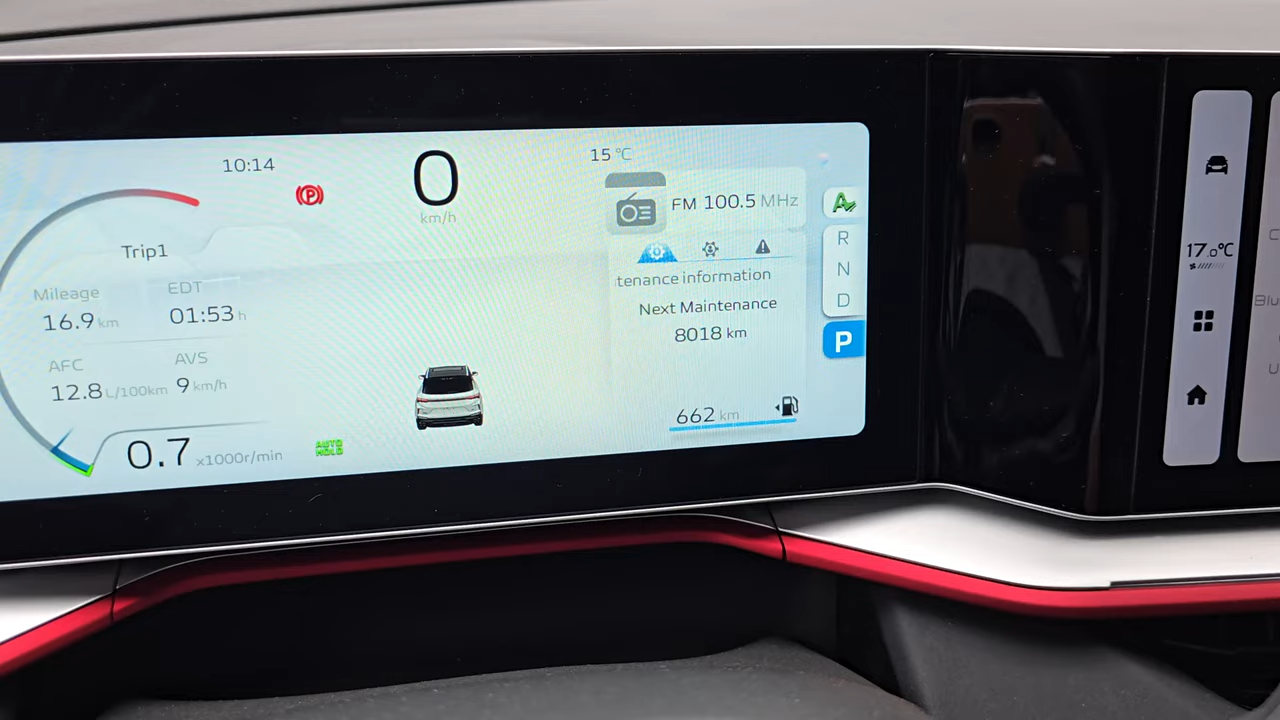 10:14
P
0
km/h
15 °C
FM 100.5 MHz
A
Trip1
tenance information
R
N
D
P
Next Maintenance
8018 km
Mileage
EDT
16.9 km
01:53 h
AFC
AVS
12.8 L/100km
9 km/h
662 km
0.7 x1000r/min
AUTO
HOLD
17.0°C
Blu